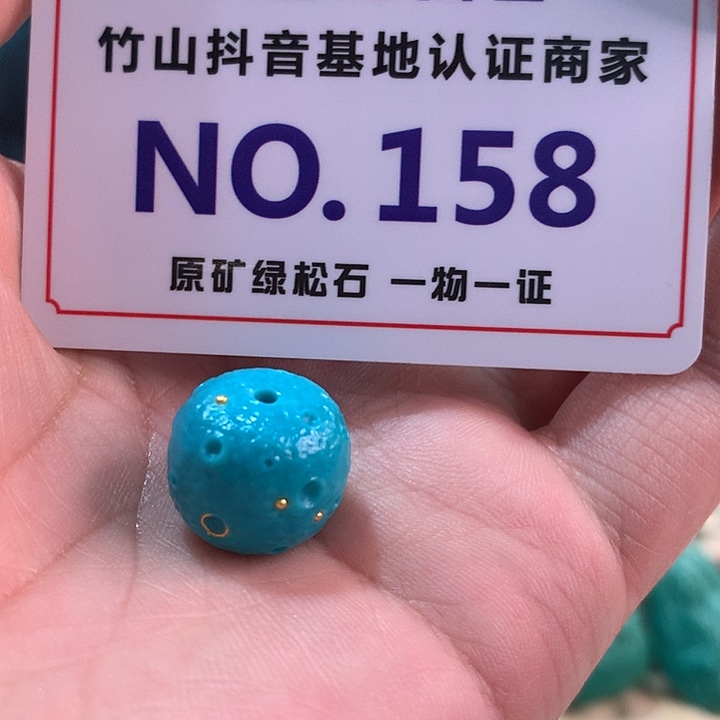 竹山抖音基地认证商家
NO.158
原矿绿松石 一物一证